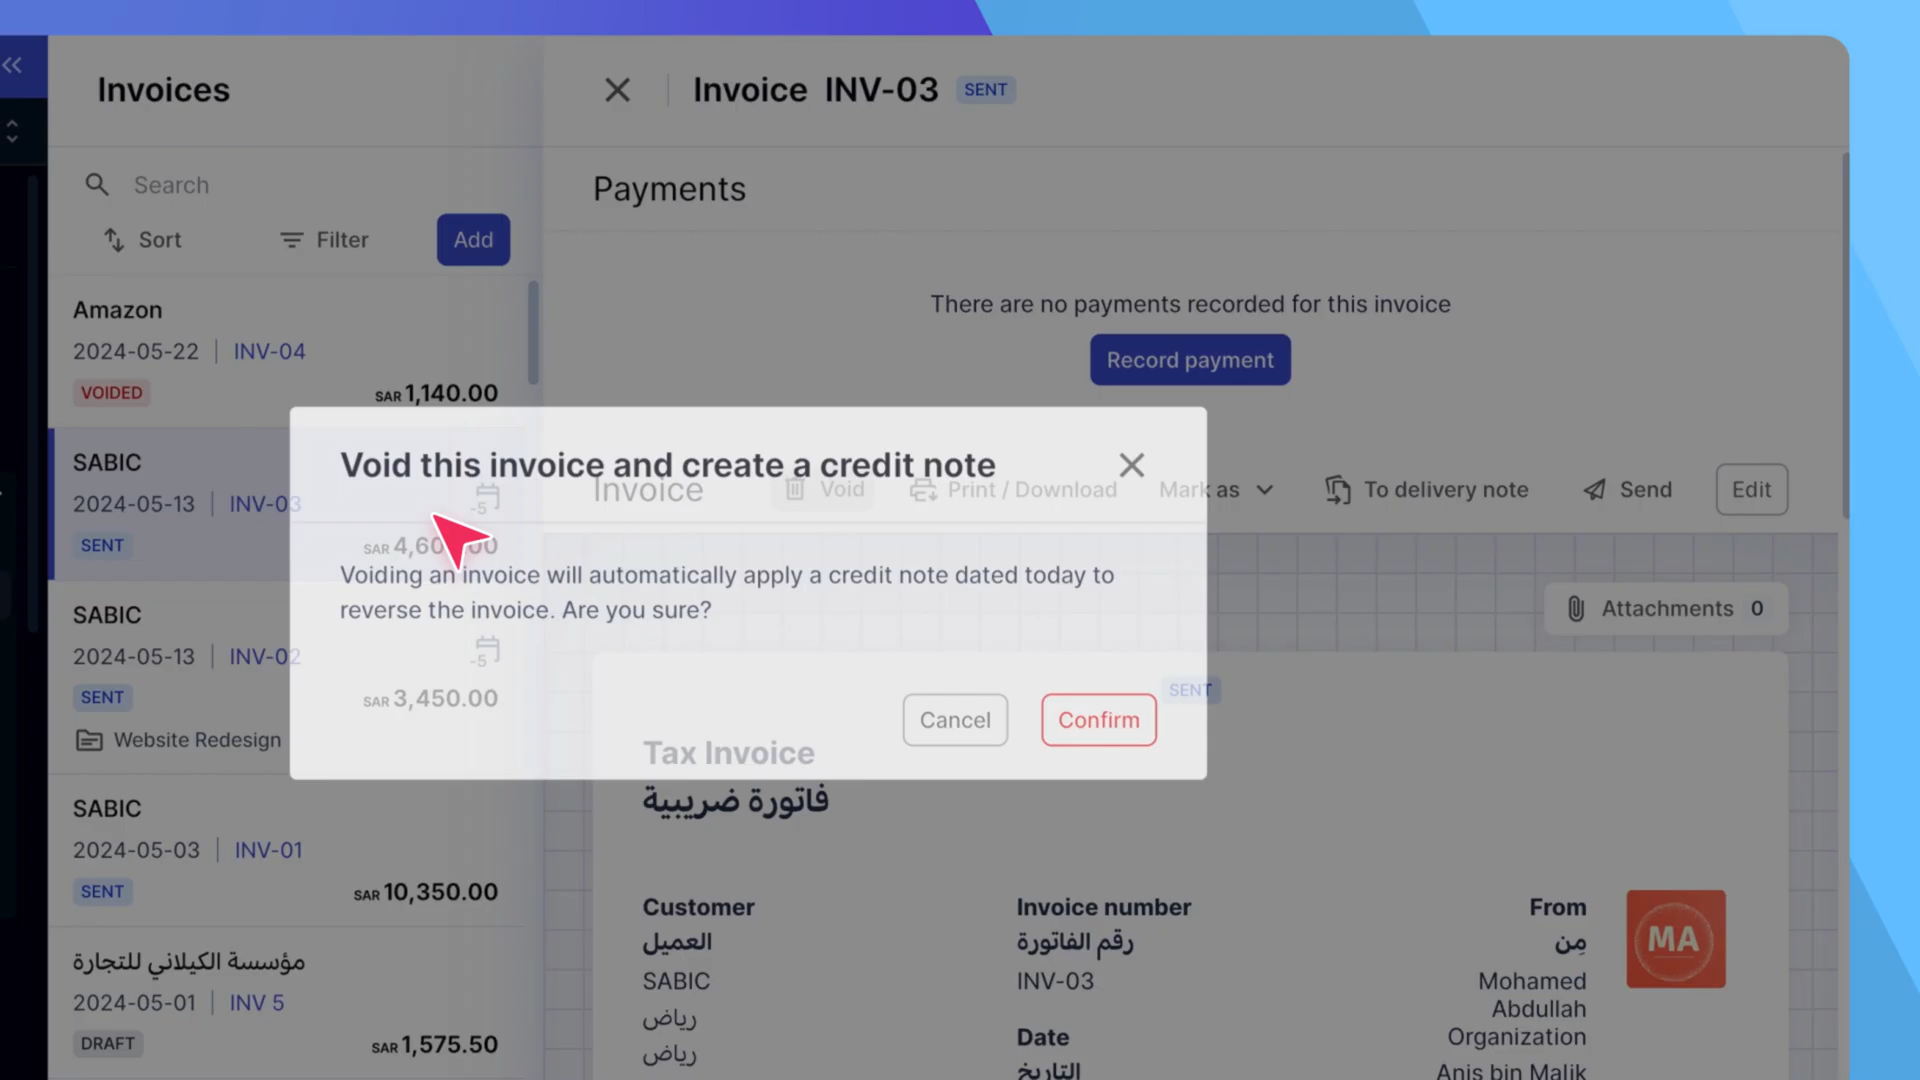 Invoices
Search
Sort
Filter
Add
Amazon
2024-05-22
INV-04
VOIDED
SAR 1,140.00
SABIC
2024-05-13
INV-03
-5
SENT
SABIC
2024-05-13
INV-02
-5
SENT
SAR 3,450.00
Website Redesign
SABIC
2024-05-03
INV-01
SENT
SAR 10,350.00
مؤسسة الكيلاني للتجارة
2024-05-01
INV 5
DRAFT
SAR 1,575.50
Invoice INV-03
SENT
Payments
There are no payments recorded for this invoice
Record payment
Void this invoice and create a credit note
Voiding an invoice will automatically apply a credit note dated today to
reverse the invoice. Are you sure?
Cancel
Confirm
Invoice
Void
Print / Download
Mark as
To delivery note
Send
Edit
Attachments 0
SENT
Tax Invoice
فاتورة ضريبية
Customer
العميل
SABIC
رياض
رياض
Invoice number
رقم الفاتورة
INV-03
Date
التاريخ
From
مِن
Mohamed
Abdullah
Organization
Anis bin Malik
MA